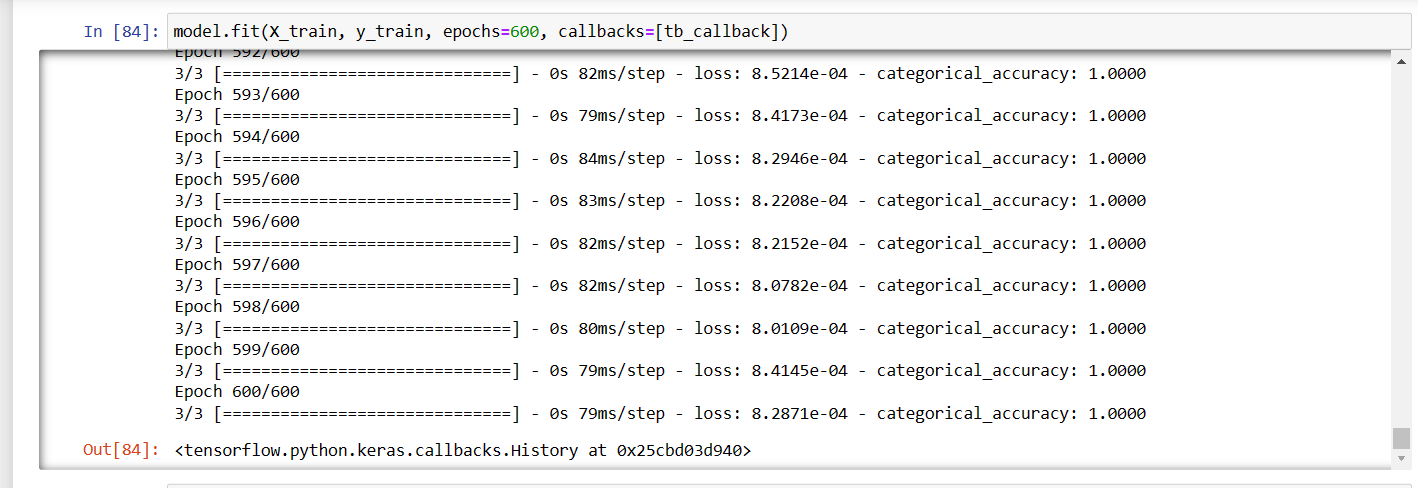 In [84]: model.fit(X_train, y_train, epochs=600, callbacks=[tb_callback])
Epoch 592/600
3/3 [==============================] - 0s 82ms/step - loss: 8.5214e-04 - categorical_accuracy: 1.0000
Epoch 593/600
3/3 [==============================] - 0s 79ms/step - loss: 8.4173e-04 - categorical_accuracy: 1.0000
Epoch 594/600
3/3 [==============================] - 0s 84ms/step - loss: 8.2946e-04 - categorical_accuracy: 1.0000
Epoch 595/600
3/3 [==============================] - 0s 83ms/step - loss: 8.2208e-04 - categorical_accuracy: 1.0000
Epoch 596/600
3/3 [==============================] - 0s 82ms/step - loss: 8.2152e-04 - categorical_accuracy: 1.0000
Epoch 597/600
3/3 [==============================] - 0s 82ms/step - loss: 8.0782e-04 - categorical_accuracy: 1.0000
Epoch 598/600
3/3 [==============================] - 0s 80ms/step - loss: 8.0109e-04 - categorical_accuracy: 1.0000
Epoch 599/600
3/3 [==============================] - 0s 79ms/step - loss: 8.4145e-04 - categorical_accuracy: 1.0000
Epoch 600/600
3/3 [==============================] - 0s 79ms/step - loss: 8.2871e-04 - categorical_accuracy: 1.0000
Out[84]: <tensorflow.python.keras.callbacks.History at 0x25cbd03d940>